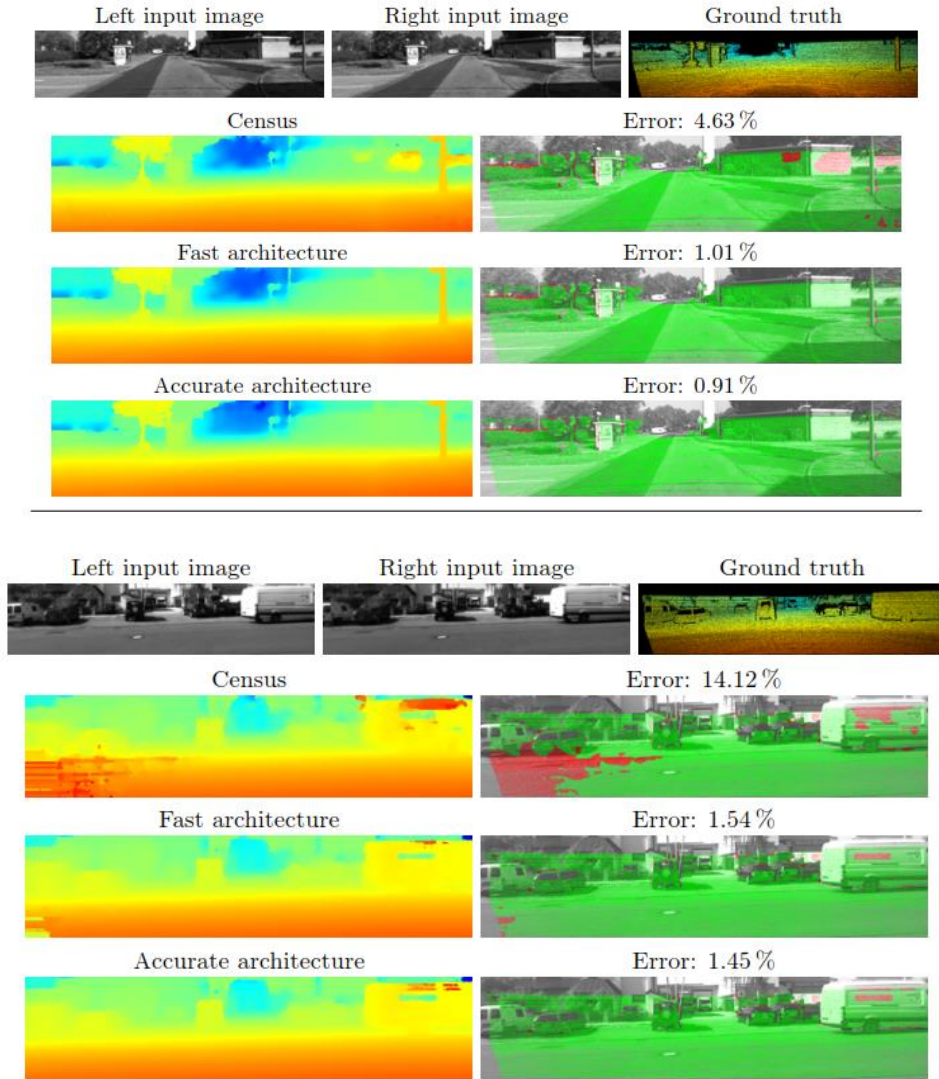 Left input image Right input image Ground truth
Census Error: 4.63 %
Fast architecture Error: 1.01 %
Accurate architecture Error: 0.91 %
Left input image Right input image Ground truth
Census Error: 14.12 %
Fast architecture Error: 1.54 %
Accurate architecture Error: 1.45 %